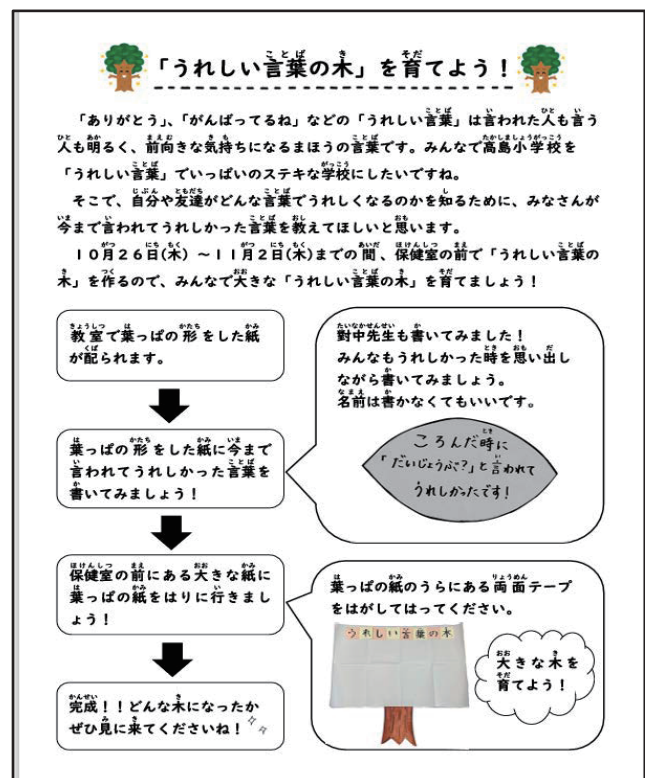 「うれしい言葉の木」を育てよう！
「ありがとう」、「がんばってるね」などの「うれしい言葉」は言われた人も言う
人も明るく、前向きな気持ちになるまほうの言葉です。みんなで高島小学校を
「うれしい言葉」でいっぱいのステキな学校にしたいですね。
そこで、自分や友達がどんな言葉でうれしくなるのかを知るために、みなさんが
今まで言われてうれしかった言葉を教えてほしいと思います。
１０月２６日(木) ～１１月２日(木)までの間、保健室の前で「うれしい言葉の
木」を作るので、みんなで大きな「うれしい言葉の木」を育てましょう！
教室で葉っぱの形をした紙
が配られます。
對中先生も書いてみました！
みんなもうれしかった時を思い出し
ながら書いてみましょう。
名前は書かなくてもいいです。
ころんだ時に
「だいじょうぶ?」と言われて
うれしかったです！
葉っぱの形をした紙に今まで
言われてうれしかった言葉を
書いてみましょう！
保健室の前にある大きな紙に
葉っぱの紙をはりに行きまし
ょう！
葉っぱの紙のうらにある両面テープ
をはがしてはってください。
うれしい言葉の木
大きな木を
育てよう！
完成！！どんな木になったか
ぜひ見に来てくださいね！